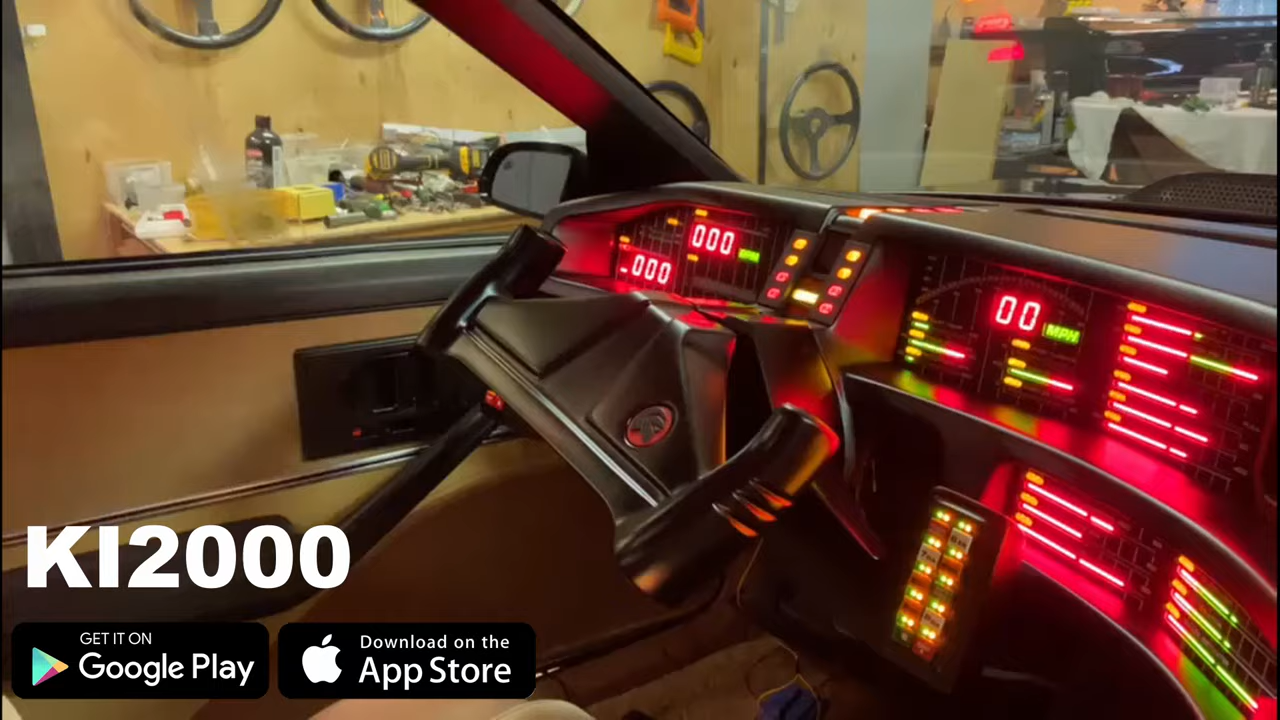 000
-000
00
MPH
KI2000
GET IT ON
Google Play
Download on the
App Store